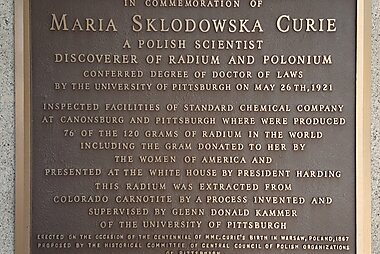 IN COMMEMORATION OF
MARIA SKLODOWSKA CURIE
A POLISH SCIENTIST
DISCOVERER OF RADIUM AND POLONIUM
CONFERRED DEGREE OF DOCTOR OF LAWS
BY THE UNIVERSITY OF PITTSBURGH ON MAY 26TH, 1921
INSPECTED FACILITIES OF STANDARD CHEMICAL COMPANY
AT CANONSBURG AND PITTSBURGH WHERE WERE PRODUCED
76 OF THE 120 GRAMS OF RADIUM IN THE WORLD
INCLUDING THE GRAM DONATED TO HER BY
THE WOMEN OF AMERICA AND
PRESENTED AT THE WHITE HOUSE BY PRESIDENT HARDING
THIS RADIUM WAS EXTRACTED FROM
COLORADO CARNOTITE BY A PROCESS INVENTED AND
SUPERVISED BY GLENN DONALD KAMMER
OF THE UNIVERSITY OF PITTSBURGH
ERECTED ON THE OCCASION OF THE CENTENNIAL OF MME. CURIE'S BIRTH IN WARSAW, POLAND, 1867
PROPOSED BY THE HISTORICAL COMMITTEE OF CENTRAL COUNCIL OF POLISH ORGANIZATIONS
OF PITTSBURGH